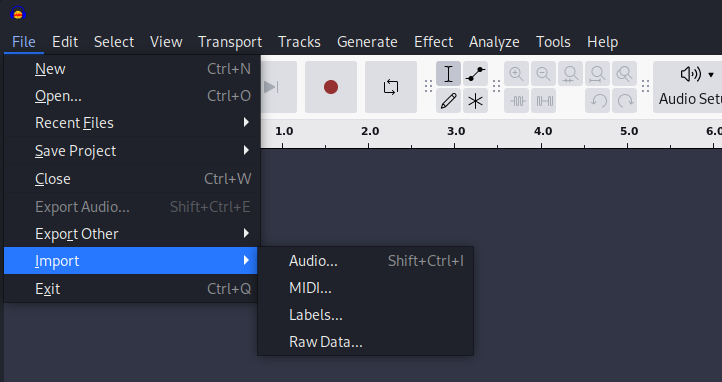 File Edit Select View Transport Tracks Generate Effect Analyze Tools Help
New Ctrl+N
Open... Ctrl+O
Recent Files
Save Project
Close Ctrl+W
Export Audio... Shift+Ctrl+E
Export Other
Import
Exit Ctrl+Q
Audio Setu
1.0 2.0 3.0 4.0 5.0 6.0
Audio... Shift+Ctrl+I
MIDI...
Labels...
Raw Data...